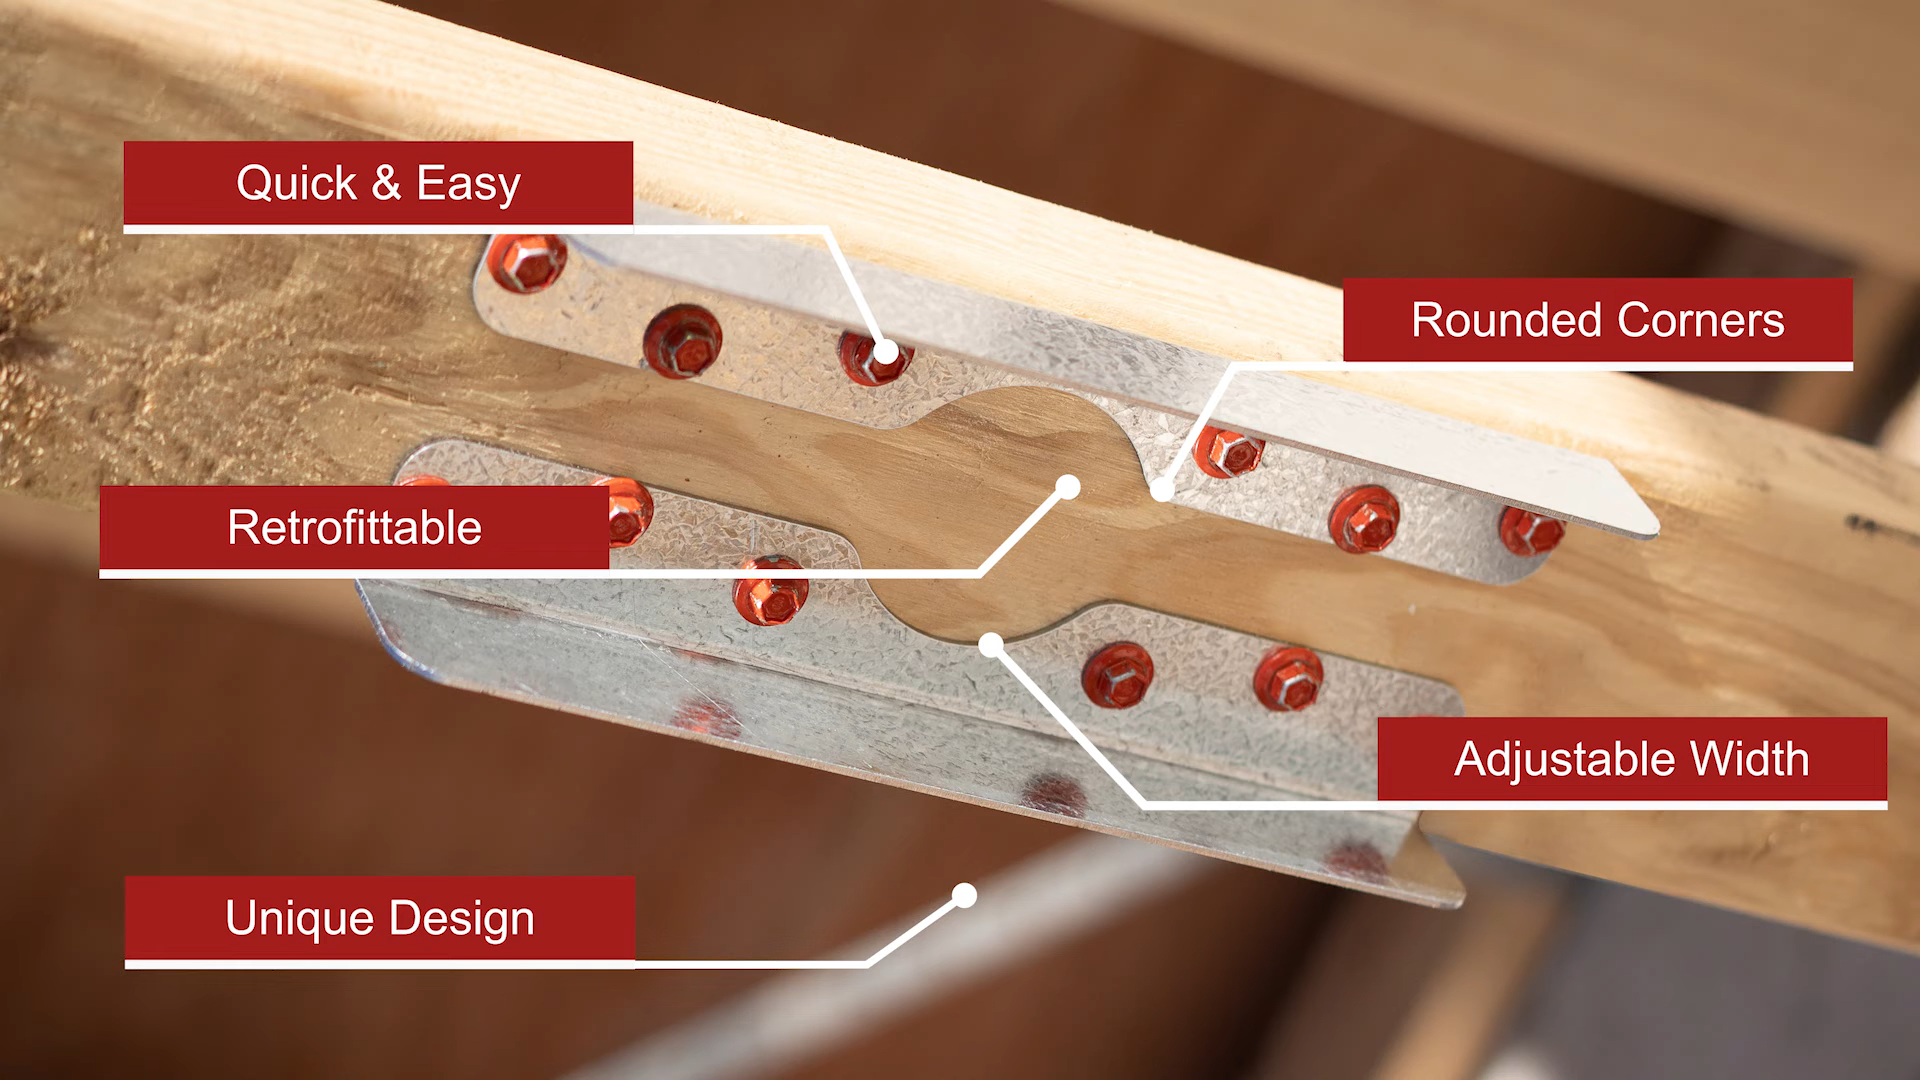 Quick & Easy
Rounded Corners
Retrofittable
Adjustable Width
Unique Design